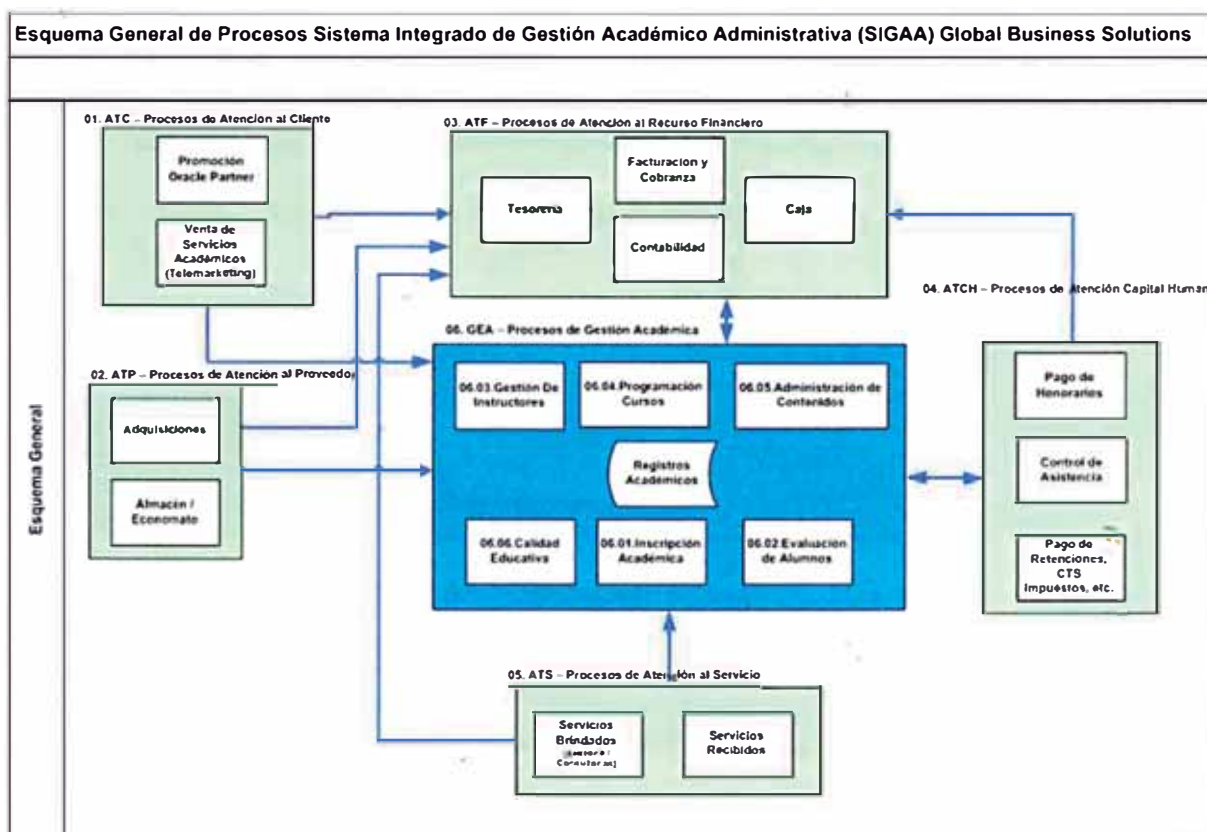 Esquema General de Procesos Sistema Integrado de Gestión Académico Administrativa (SIGAA) Global Business Solutions
Esquema General
01. ATC – Procesos de Atencion al Cliente
Promoción
Oracle Partner
Venta de
Servicios
Académicos
(Telemarketing)
03. ATF – Procesos de Atención al Recurso Financiero
Tesorería
Facturacion y
Cobranza
Contabilidad
Caja
02. ATP – Procesos de Atención al Proveedo
Adquisiciones
Almacén /
Economato
06. GEA – Procesos de Gestión Académica
06.03.Gestión De
Instructores
06.04.Programación
Cursos
06.05.Administración de
Contenidos
Registros
Académicos
06.06.Calidad
Educativa
06.01.Inscripción
Académica
06.02.Evaluación
de Alumnos
04. ATCH – Procesos de Atención Capital Human
Pago de
Honorarios
Control de
Asistencia
Pago de
Retenciones,
CTS
Impuestos, etc.
05. ATS – Procesos de Atención al Servicio
Servicios
Brindados
Servicios
Recibidos